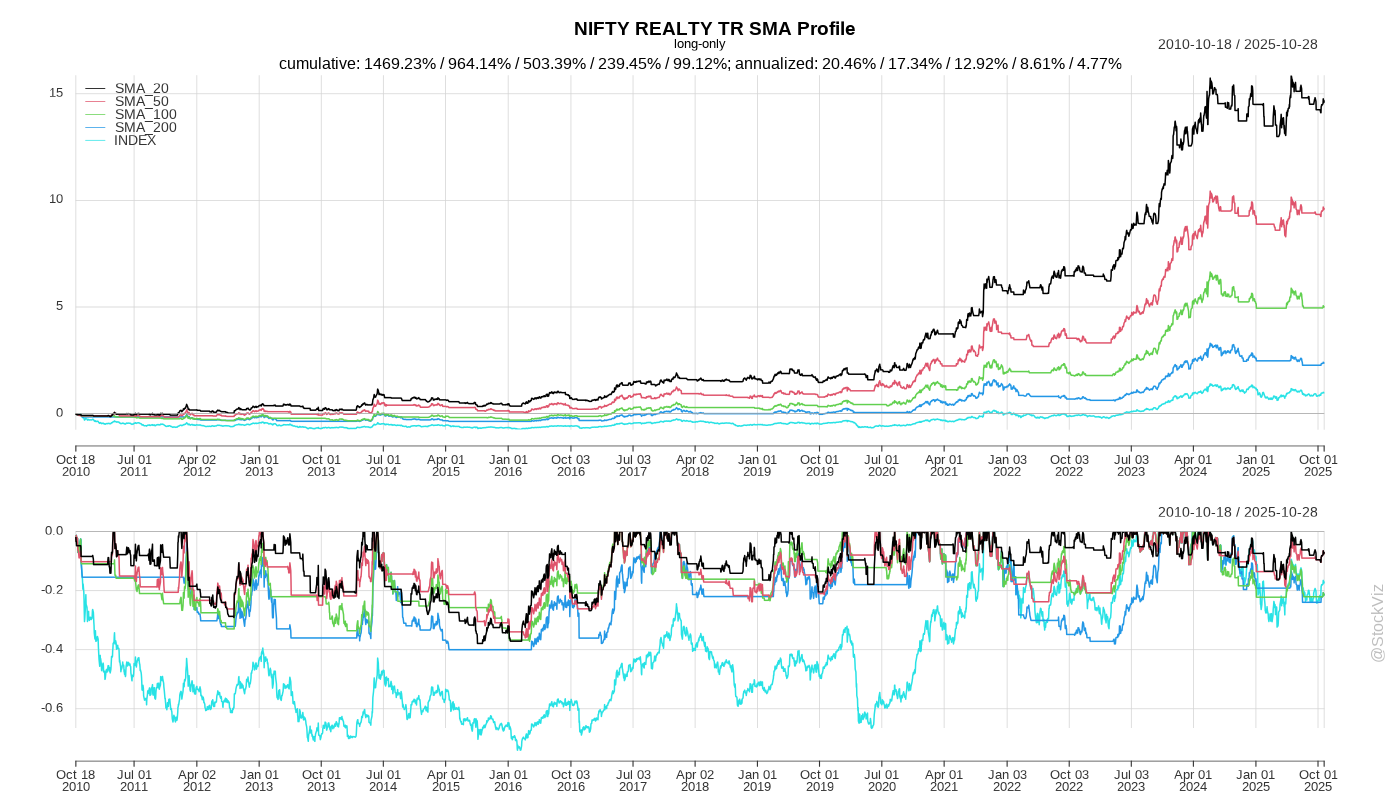 NIFTY REALTY TR SMA Profile
long-only
2010-10-18 / 2025-10-28
cumulative: 1469.23% / 964.14% / 503.39% / 239.45% / 99.12%; annualized: 20.46% / 17.34% / 12.92% / 8.61% / 4.77%
SMA_20
SMA_50
SMA_100
SMA_200
INDEX
15
10
5
0
Oct 18 Jul 01 Apr 02 Jan 01 Oct 01 Jul 01 Apr 01 Jan 01 Oct 03 Jul 03 Apr 02 Jan 01 Oct 01 Jul 01 Apr 01 Jan 03 Oct 03 Jul 03 Apr 01 Jan 01 Oct 01
2010 2011 2012 2013 2013 2014 2015 2016 2016 2017 2018 2019 2019 2020 2021 2022 2022 2023 2024 2025 2025
2010-10-18 / 2025-10-28
0.0
-0.2
-0.4
-0.6
Oct 18 Jul 01 Apr 02 Jan 01 Oct 01 Jul 01 Apr 01 Jan 01 Oct 03 Jul 03 Apr 02 Jan 01 Oct 01 Jul 01 Apr 01 Jan 03 Oct 03 Jul 03 Apr 01 Jan 01 Oct 01
2010 2011 2012 2013 2013 2014 2015 2016 2016 2017 2018 2019 2019 2020 2021 2022 2022 2023 2024 2025 2025
@StockViz